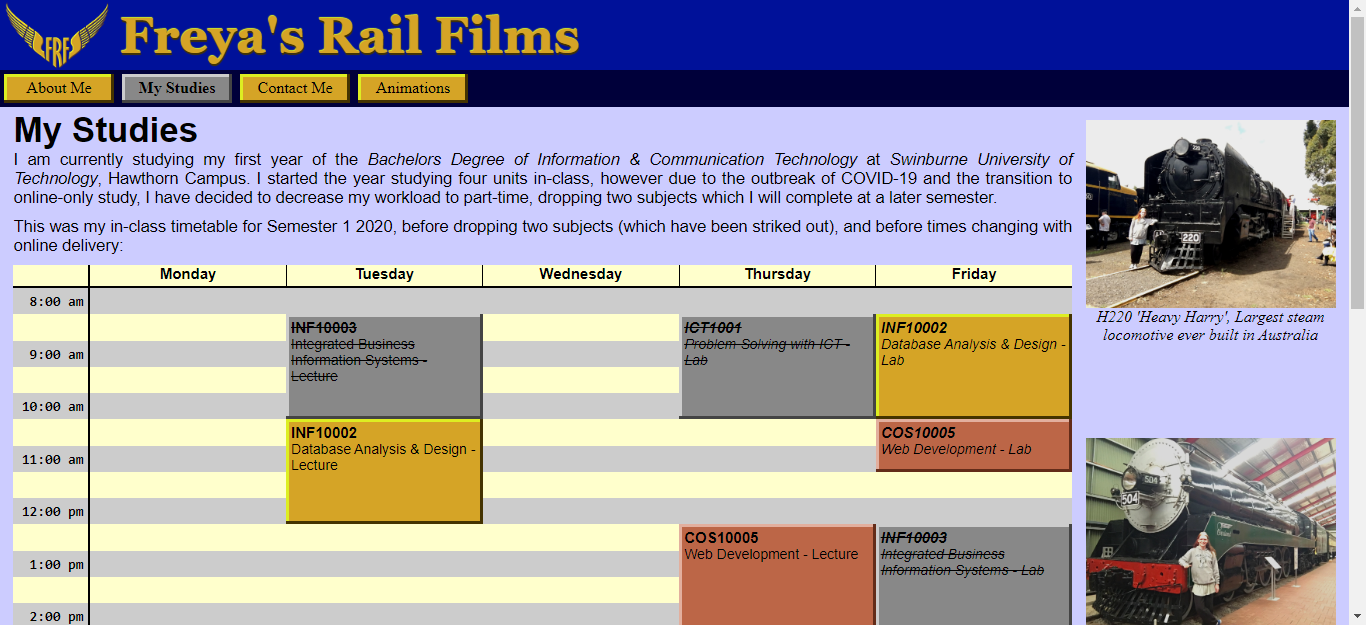 FRFS
Freya's Rail Films
About Me
My Studies
Contact Me
Animations
My Studies
I am currently studying my first year of the Bachelors Degree of Information & Communication Technology at Swinburne University of
Technology, Hawthorn Campus. I started the year studying four units in-class, however due to the outbreak of COVID-19 and the transition to
online-only study, I have decided to decrease my workload to part-time, dropping two subjects which I will complete at a later semester.
This was my in-class timetable for Semester 1 2020, before dropping two subjects (which have been striked out), and before times changing with
online delivery:
Monday
Tuesday
Wednesday
Thursday
Friday
8:00 am
INF10003
Integrated Business
Information Systems -
Lecture
ICT1001
Problem Solving with ICT -
Lab
INF10002
Database Analysis & Design -
Lab
9:00 am
10:00 am
INF10002
Database Analysis & Design -
Lecture
COS10005
Web Development - Lab
11:00 am
12:00 pm
COS10005
Web Development - Lecture
INF10003
Integrated Business
Information Systems - Lab
1:00 pm
2:00 pm
220
220
H220 'Heavy Harry', Largest steam
locomotive ever built in Australia
504
504